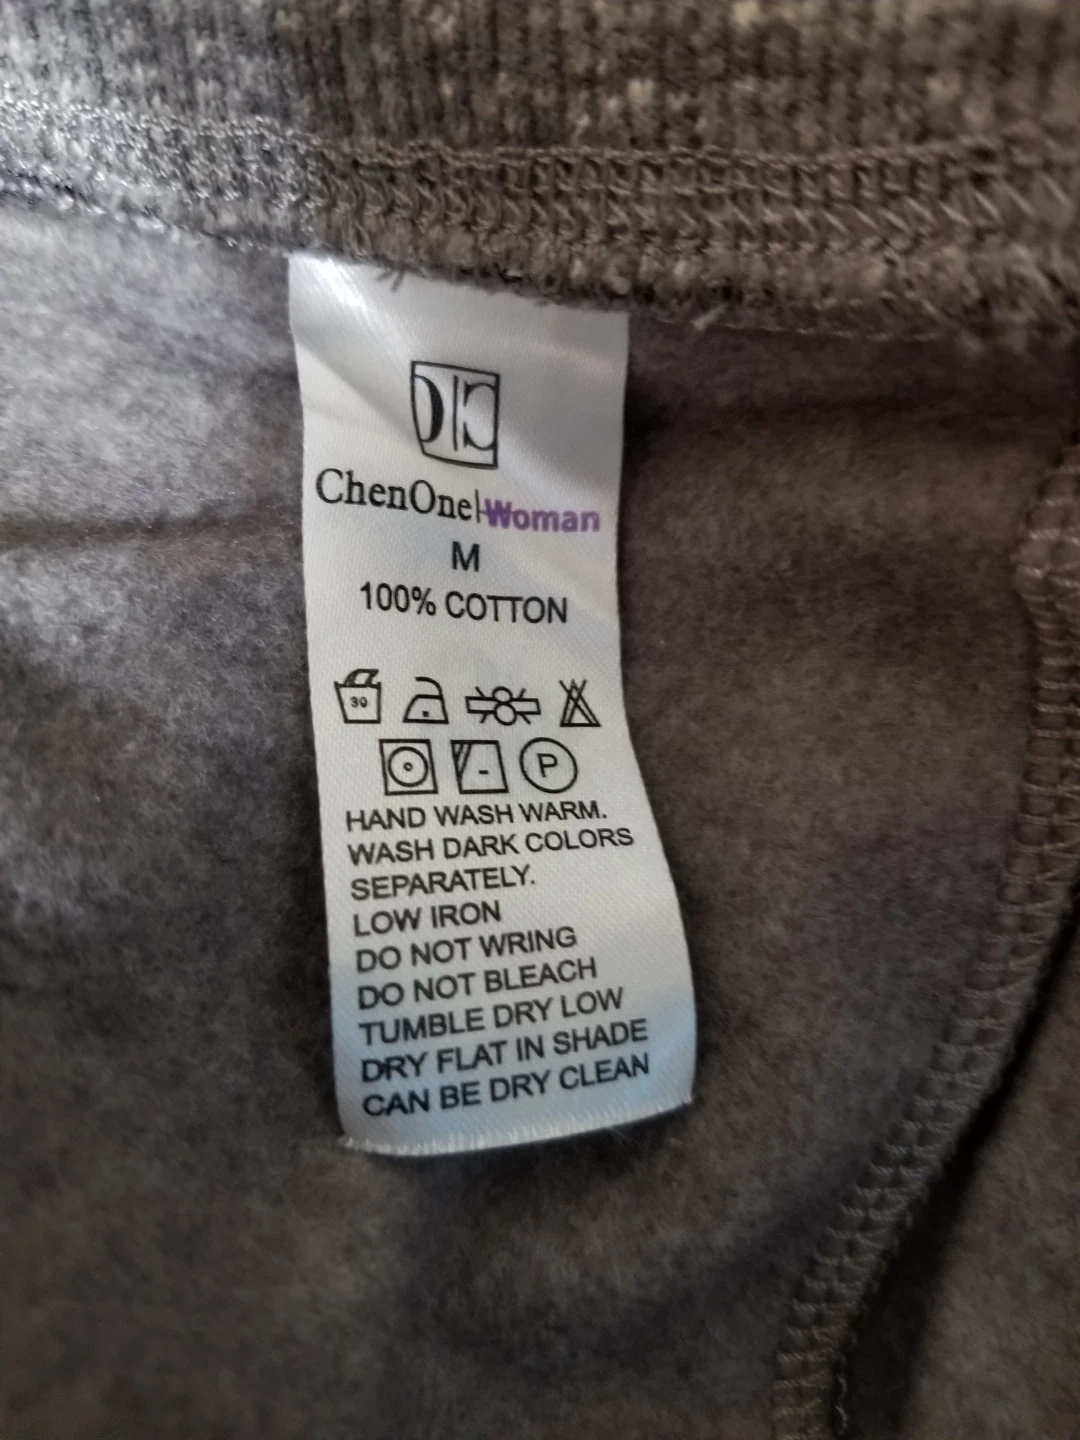 ChenOne|Woman
M
100% COTTON
30
P
HAND WASH WARM.
WASH DARK COLORS
SEPARATELY.
LOW IRON
DO NOT WRING
DO NOT BLEACH
TUMBLE DRY LOW
DRY FLAT IN SHADE
CAN BE DRY CLEAN